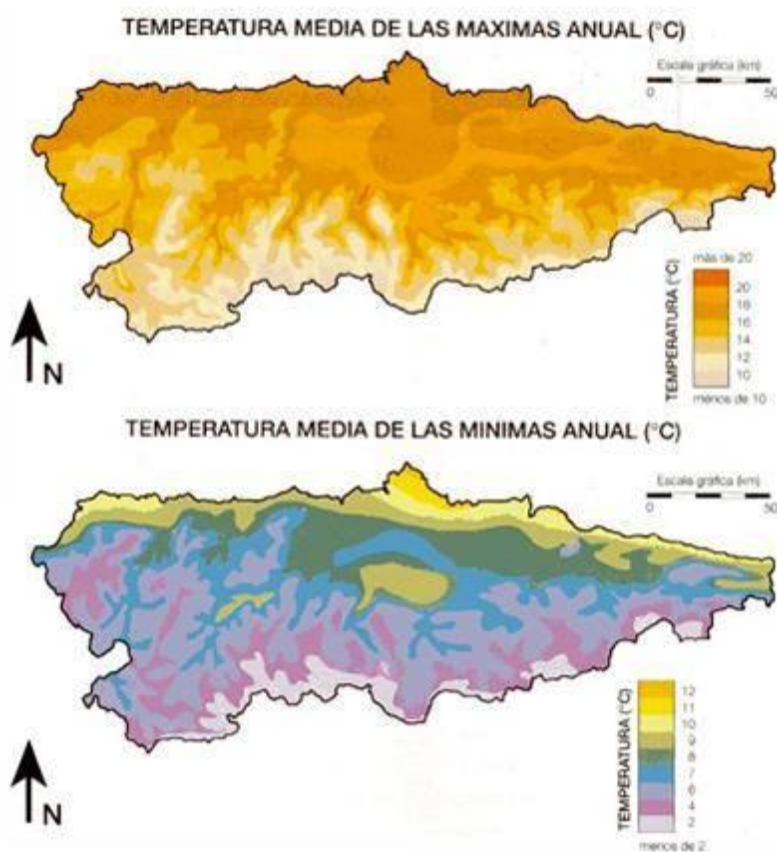 TEMPERATURA MEDIA DE LAS MAXIMAS ANUAL (°C)
Escala gráfica (km)
0 50
más de 20
20
18
16
14
12
10
menos de 10
TEMPERATURA (°C)
N
TEMPERATURA MEDIA DE LAS MINIMAS ANUAL (°C)
Escala gráfica (km)
0 50
12
11
10
9
8
7
6
4
2
menos de 2
TEMPERATURA (°C)
N